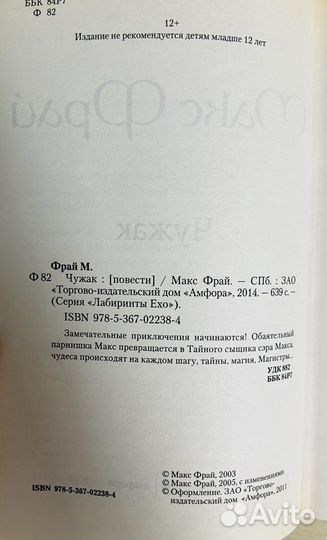 ББК 84Р7
Ф 82
12+
Издание не рекомендуется детям младше 12 лет
Макс Фрай
Чужак
Фрай М.
Ф 82 Чужак : [повести] / Макс Фрай. — СПб. : ЗАО
«Торгово-издательский дом «Амфора», 2014. – 639 с. –
(Серия «Лабиринты Ехо»).
ISBN 978-5-367-02238-4
Замечательные приключения начинаются! Обаятельный
парнишка Макс превращается в Тайного сыщика сэра Макса,
чудеса происходят на каждом шагу, тайны, магия, Магистры...
УДК 882
ББК 84Р7
© Макс Фрай, 2003
© Макс Фрай, 2005, с изменениями
© Оформление. ЗАО «Торгово-
издательский дом «Амфора», 2011
ISBN 978-5-367-02238-4
амфора
Avito